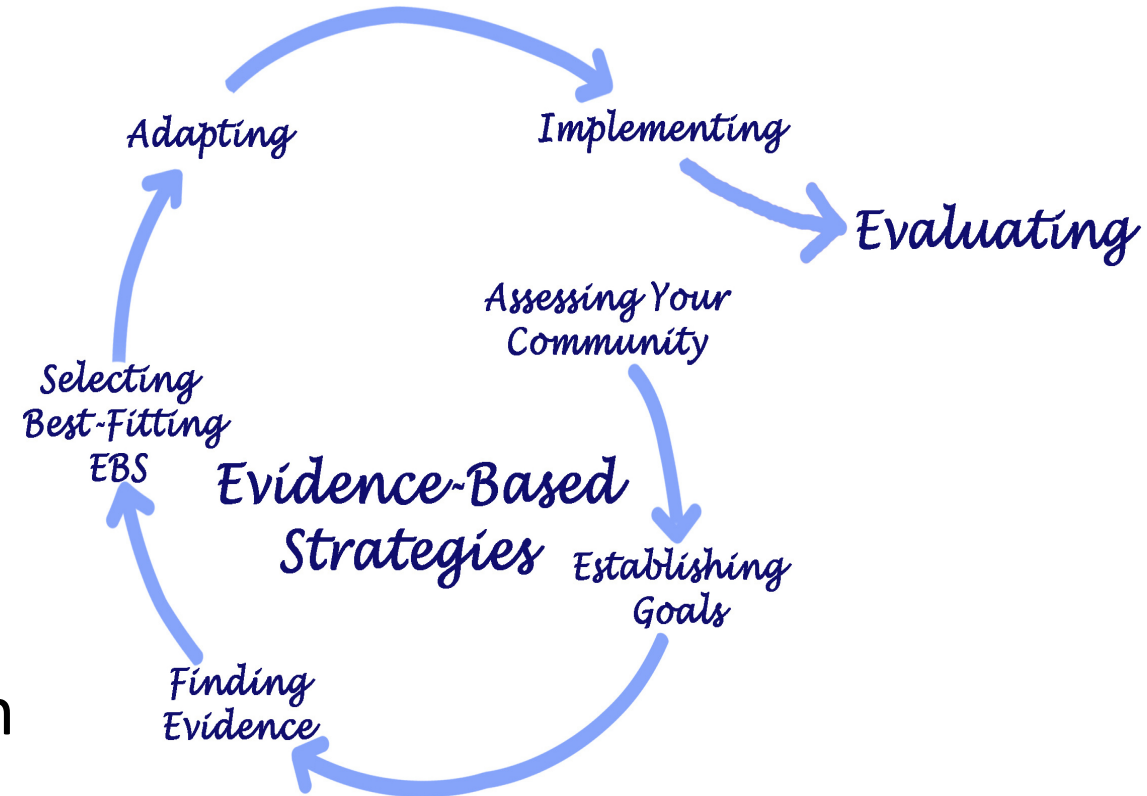 Adapting
Implementing
Evaluating
Assessing Your
Community
Selecting
Best-Fitting
EBS
Evidence-Based
Strategies
Establishing
Goals
Finding
Evidence
n